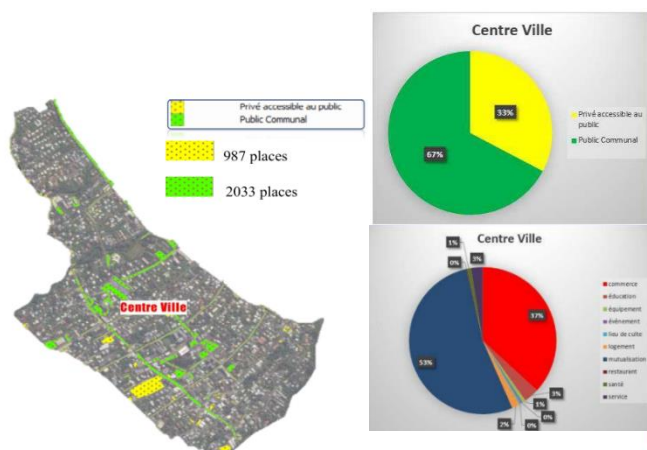 Privé accessible au public
Public Communal
987 places
2033 places
Centre Ville
Centre Ville
33%
67%
Privé accessible au
public
Public Communal
Centre Ville
1%
3%
0%
37%
53%
3%
1%
0%
0%
2%
commerce
éducation
équipement
événement
lieu de culte
logement
mutualisation
restaurent
santé
service